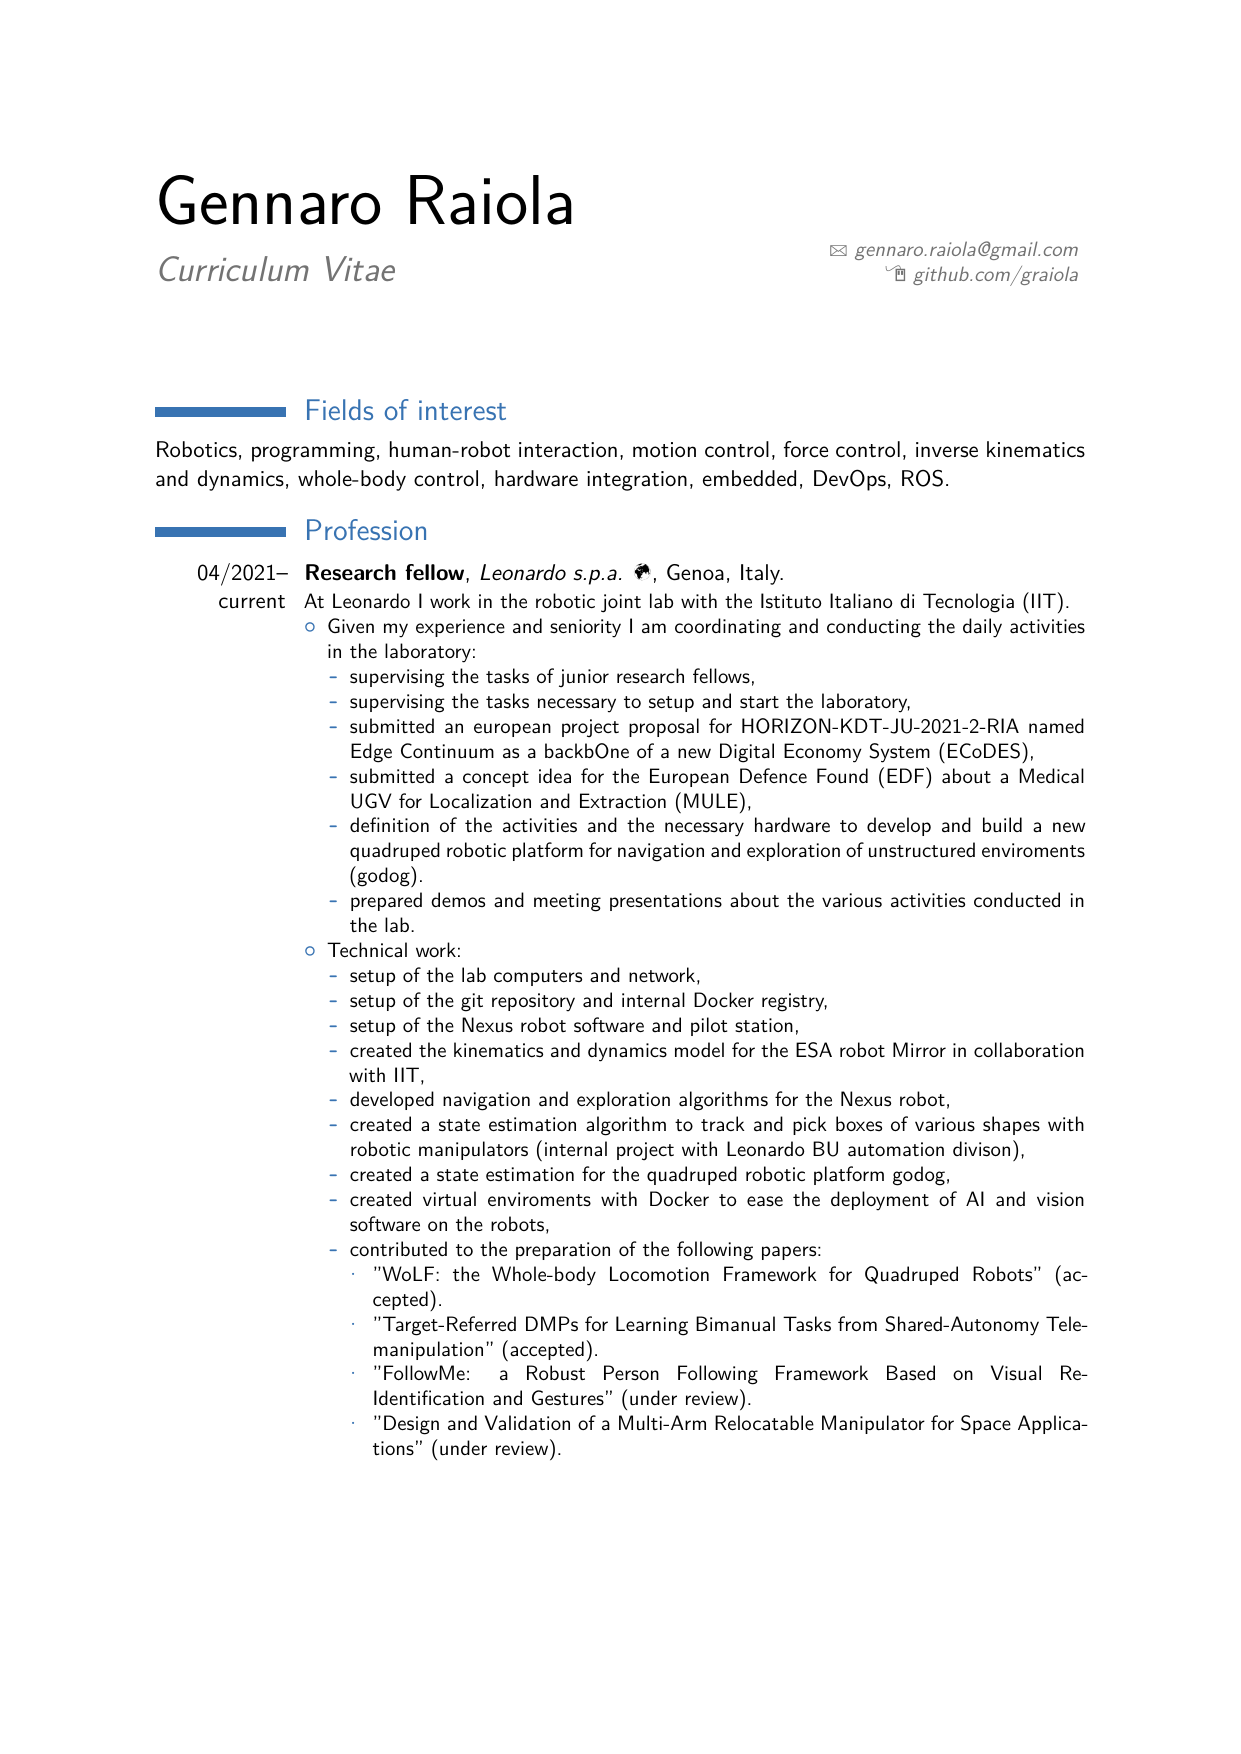 Gennaro Raiola
Curriculum Vitae
gennaro.raiola@gmail.com
github.com/graiola
Fields of interest
Robotics, programming, human-robot interaction, motion control, force control, inverse kinematics
and dynamics, whole-body control, hardware integration, embedded, DevOps, ROS.
Profession
04/2021– Research fellow, Leonardo s.p.a. , Genoa, Italy.
current At Leonardo I work in the robotic joint lab with the Istituto Italiano di Tecnologia (IIT).
○ Given my experience and seniority I am coordinating and conducting the daily activities
in the laboratory:
- supervising the tasks of junior research fellows,
- supervising the tasks necessary to setup and start the laboratory,
- submitted an european project proposal for HORIZON-KDT-JU-2021-2-RIA named
Edge Continuum as a backbOne of a new Digital Economy System (ECoDES),
- submitted a concept idea for the European Defence Found (EDF) about a Medical
UGV for Localization and Extraction (MULE),
- definition of the activities and the necessary hardware to develop and build a new
quadruped robotic platform for navigation and exploration of unstructured enviroments
(godog).
- prepared demos and meeting presentations about the various activities conducted in
the lab.
○ Technical work:
- setup of the lab computers and network,
- setup of the git repository and internal Docker registry,
- setup of the Nexus robot software and pilot station,
- created the kinematics and dynamics model for the ESA robot Mirror in collaboration
with IIT,
- developed navigation and exploration algorithms for the Nexus robot,
- created a state estimation algorithm to track and pick boxes of various shapes with
robotic manipulators (internal project with Leonardo BU automation divison),
- created a state estimation for the quadruped robotic platform godog,
- created virtual enviroments with Docker to ease the deployment of AI and vision
software on the robots,
- contributed to the preparation of the following papers:
· ”WoLF: the Whole-body Locomotion Framework for Quadruped Robots” (ac-
cepted).
· ”Target-Referred DMPs for Learning Bimanual Tasks from Shared-Autonomy Tele-
manipulation” (accepted).
· ”FollowMe: a Robust Person Following Framework Based on Visual Re-
Identification and Gestures” (under review).
· ”Design and Validation of a Multi-Arm Relocatable Manipulator for Space Applica-
tions” (under review).